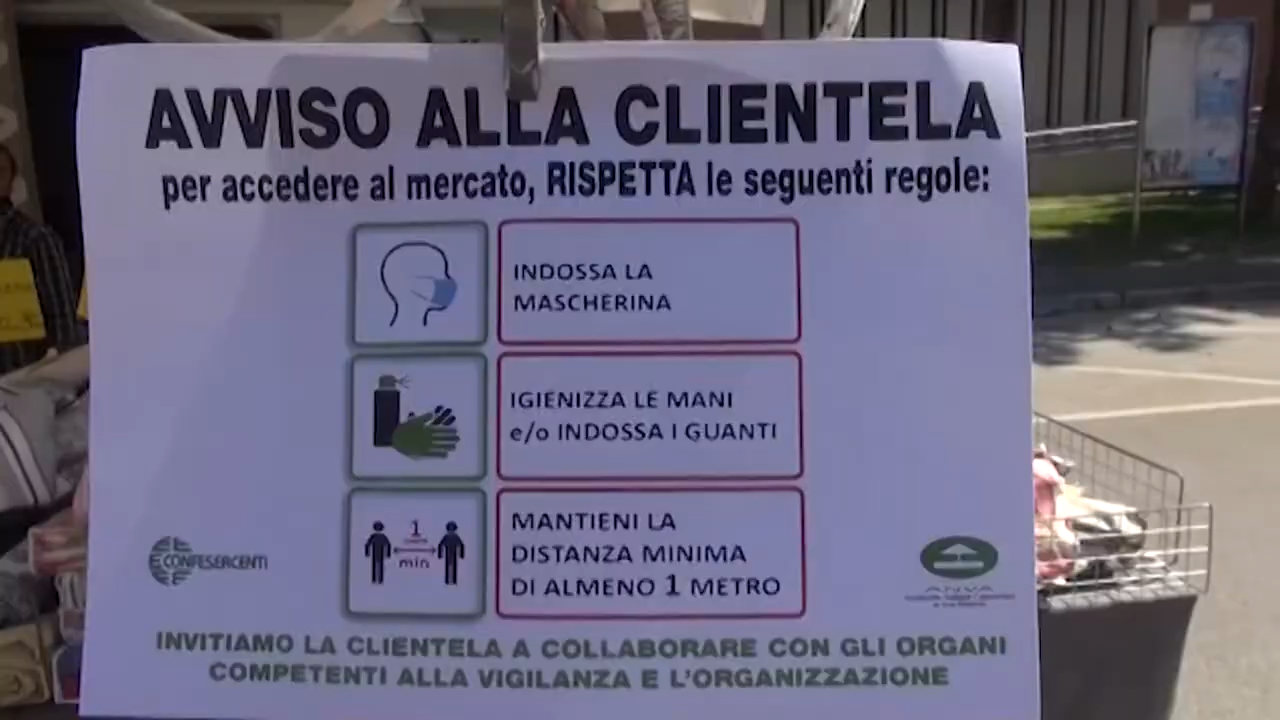 AVVISO ALLA CLIENTELA
per accedere al mercato, RISPETTA le seguenti regole:
INDOSSA LA
MASCHERINA
IGIENIZZA LE MANI
e/o INDOSSA I GUANTI
1
min
MANTIENI LA
DISTANZA MINIMA
DI ALMENO 1 METRO
CONFESERCENTI
ANVA
INVITIAMO LA CLIENTELA A COLLABORARE CON GLI ORGANI
COMPETENTI ALLA VIGILANZA E L'ORGANIZZAZIONE